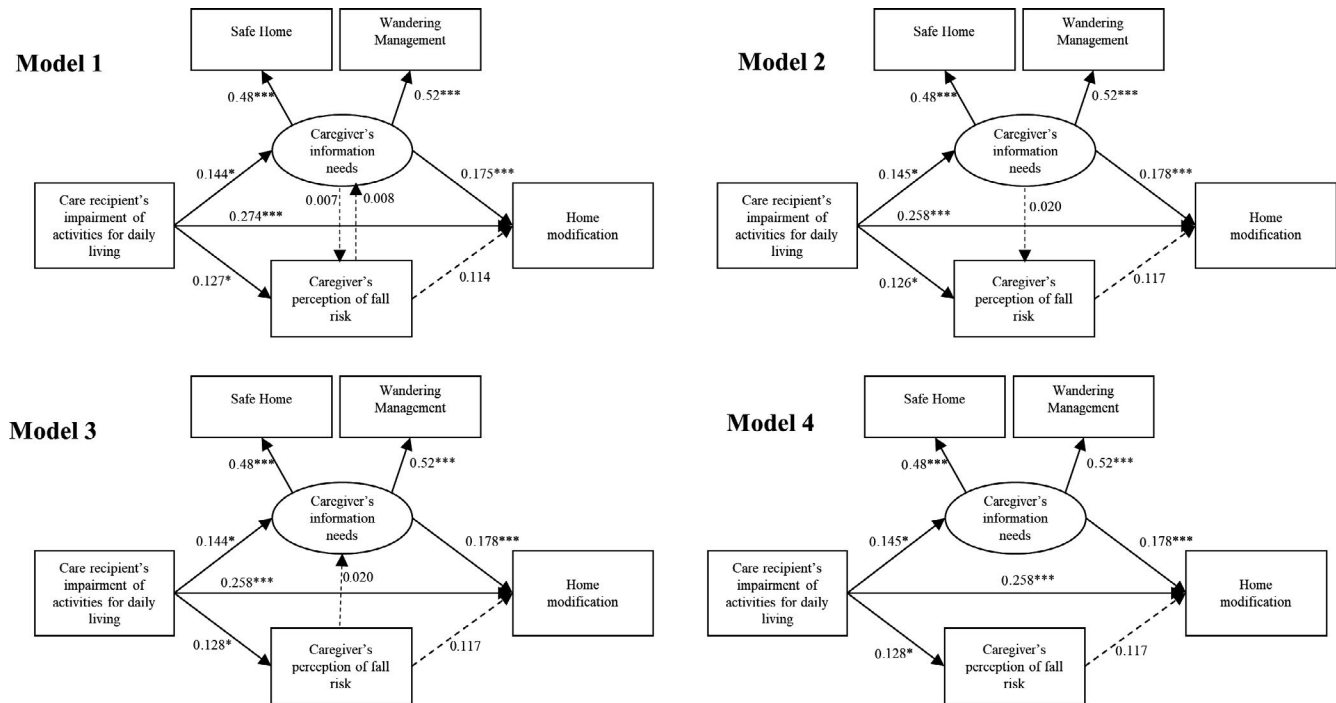 Model 1
Safe Home
Wandering
Management
0.48***
0.52***
Caregiver's
information
needs
0.144*
0.175***
0.007
0.008
Care recipient's
impairment of
activities for daily
living
0.274***
Home
modification
0.127*
Caregiver's
perception of fall
risk
0.114
Model 2
Safe Home
Wandering
Management
0.48***
0.52***
Caregiver's
information
needs
0.145*
0.178***
0.020
Care recipient's
impairment of
activities for daily
living
0.258***
Home
modification
0.126*
Caregiver's
perception of fall
risk
0.117
Model 3
Safe Home
Wandering
Management
0.48***
0.52***
Caregiver's
information
needs
0.144*
0.178***
0.020
Care recipient's
impairment of
activities for daily
living
0.258***
Home
modification
0.128*
Caregiver's
perception of fall
risk
0.117
Model 4
Safe Home
Wandering
Management
0.48***
0.52***
Caregiver's
information
needs
0.145*
0.178***
Care recipient's
impairment of
activities for daily
living
0.258***
Home
modification
0.128*
Caregiver's
perception of fall
risk
0.117